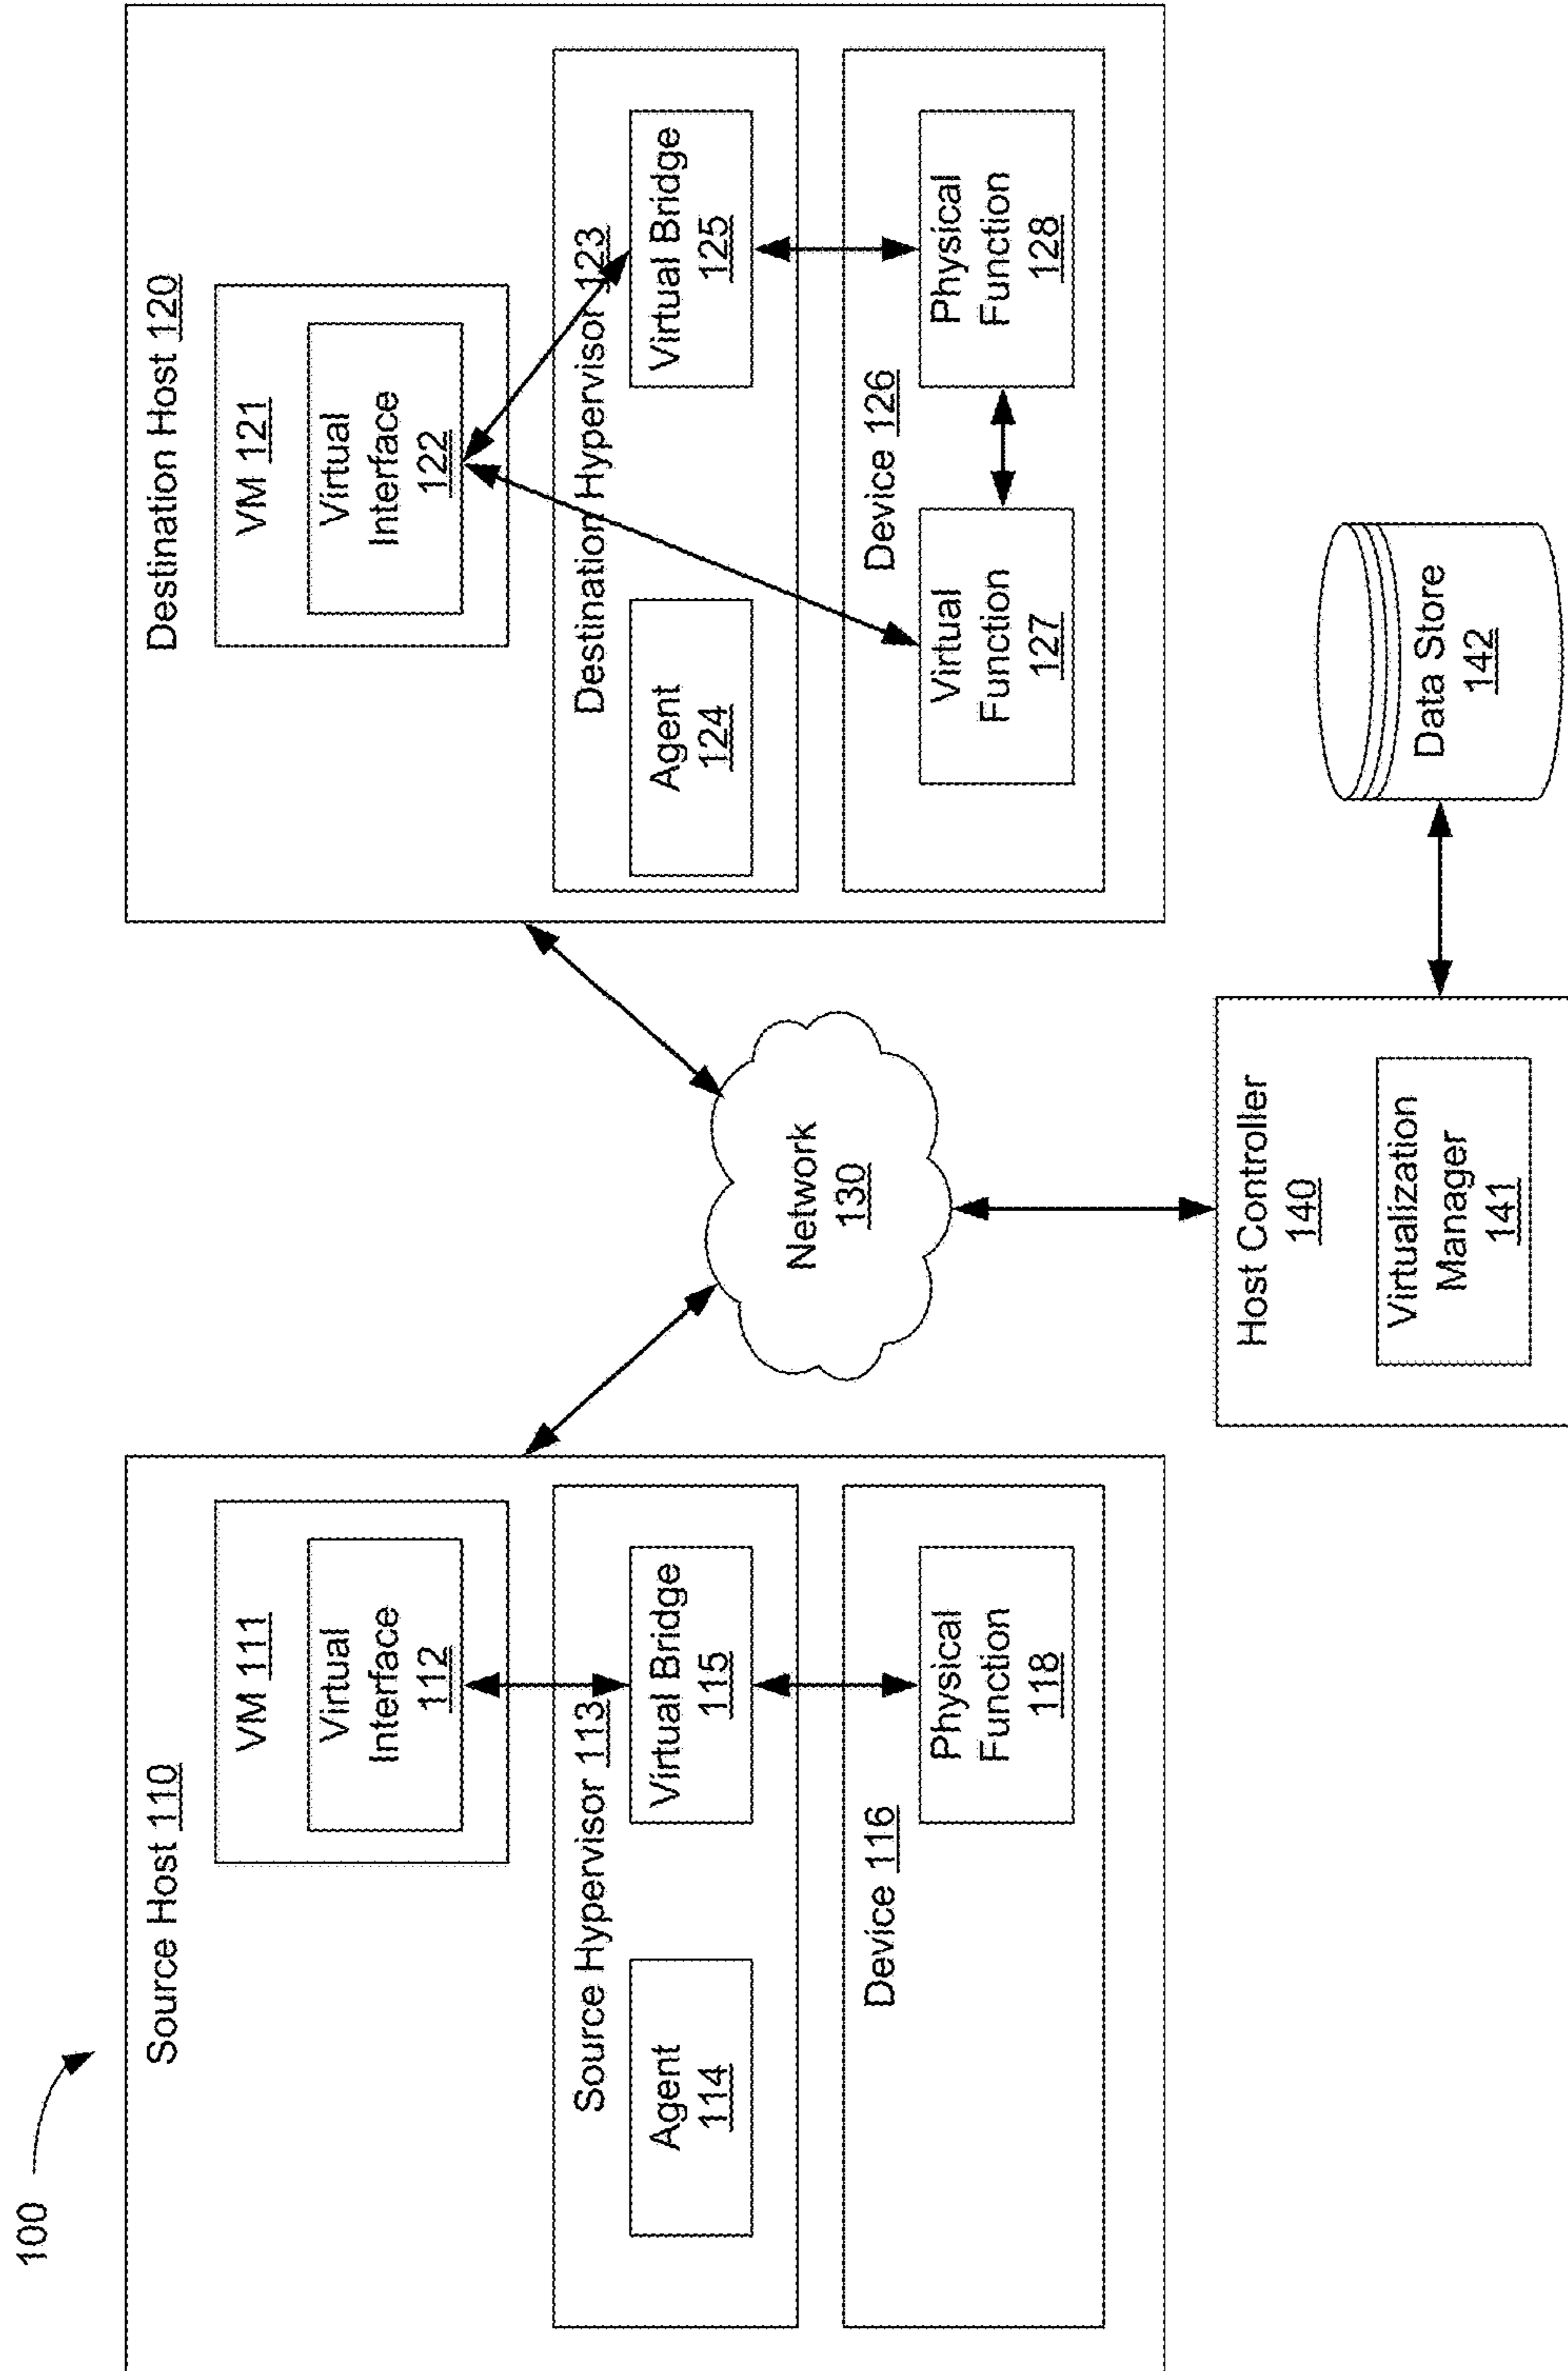 100
Source Host 110
VM 111
Virtual
Interface
112
Source Hypervisor 113
Agent
114
Virtual Bridge
115
Device 116
Physical
Function
118
Network
130
Host Controller
140
Virtualization
Manager
141
Data Store
142
Destination Host 120
VM 121
Virtual
Interface
122
Destination Hypervisor 123
Agent
124
Virtual Bridge
125
Device 126
Virtual
Function
127
Physical
Function
128